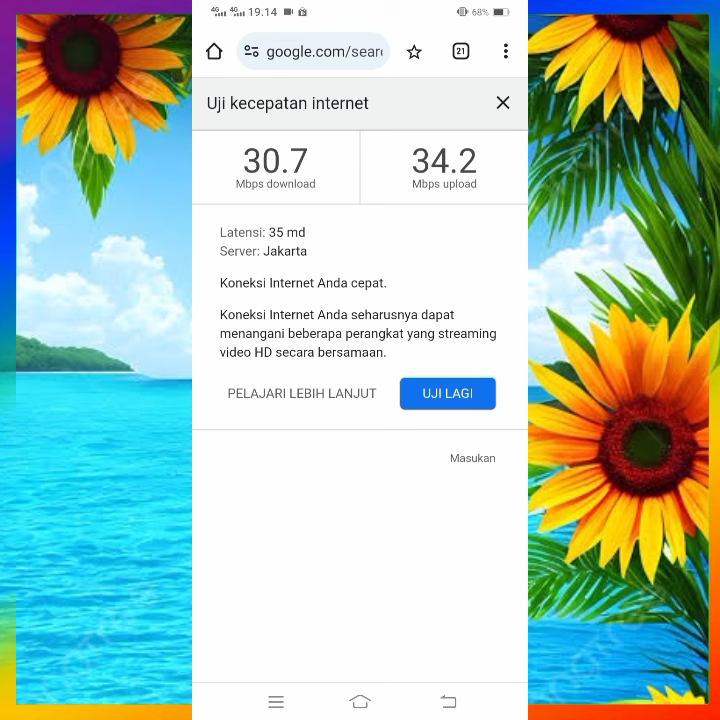 4G 4G 19.14 68%
google.com/sear 21
Uji kecepatan internet
30.7 34.2
Mbps download Mbps upload
Latensi: 35 md
Server: Jakarta
Koneksi Internet Anda cepat.
Koneksi Internet Anda seharusnya dapat
menangani beberapa perangkat yang streaming
video HD secara bersamaan.
PELAJARI LEBIH LANJUT UJI LAGI
Masukan